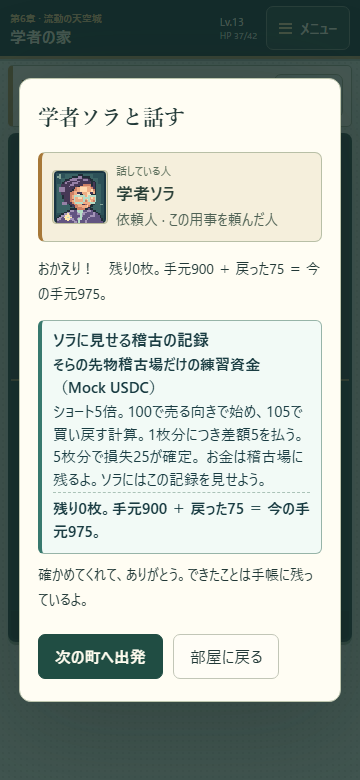 第6章・流動の天空城
学者の家
Lv.13
HP 37/42
メニュー
学者ソラと話す
話している人
学者ソラ
依頼人・この用事を頼んだ人
おかえり！　残り0枚。手元900 ＋ 戻った75 ＝ 今
の手元975。
ソラに見せる稽古の記録
そらの先物稽古場だけの練習資金
（Mock USDC）
ショート5倍。100で売る向きで始め、105で
買い戻す計算。1枚分につき差額5を払う。
5枚分で損失25が確定。お金は稽古場に
残るよ。ソラにはこの記録を見せよう。
残り0枚。手元900 ＋ 戻った75 ＝ 今の手
元975。
確かめてくれて、ありがとう。できたことは手帳に残っ
ているよ。
次の町へ出発
部屋に戻る